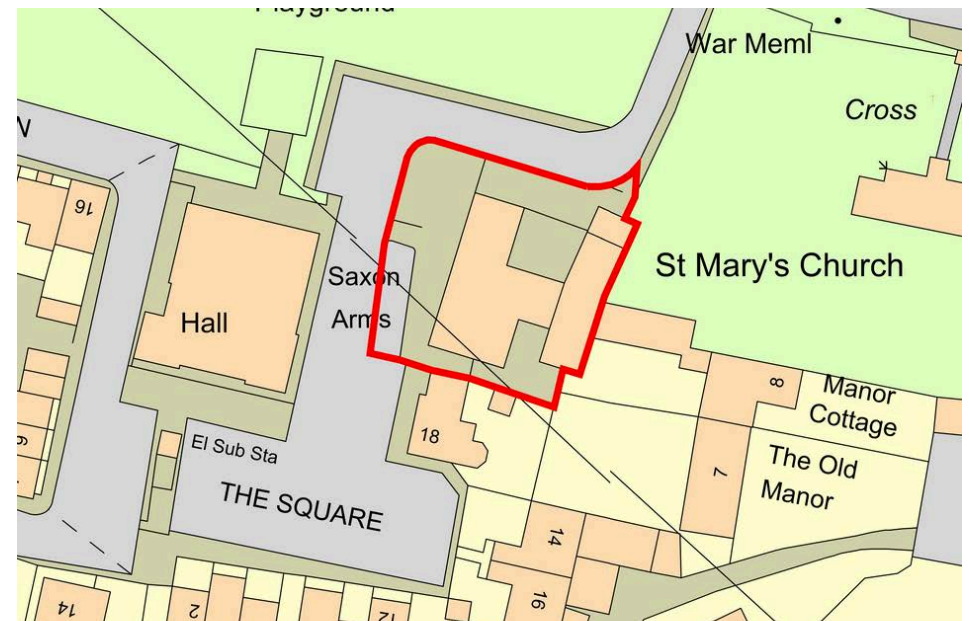 Playground
War Meml
Cross
16
St Mary's Church
Saxon
Arms
Hall
8
Manor
Cottage
18
El Sub Sta
7
The Old
Manor
THE SQUARE
14
16
14
2
12